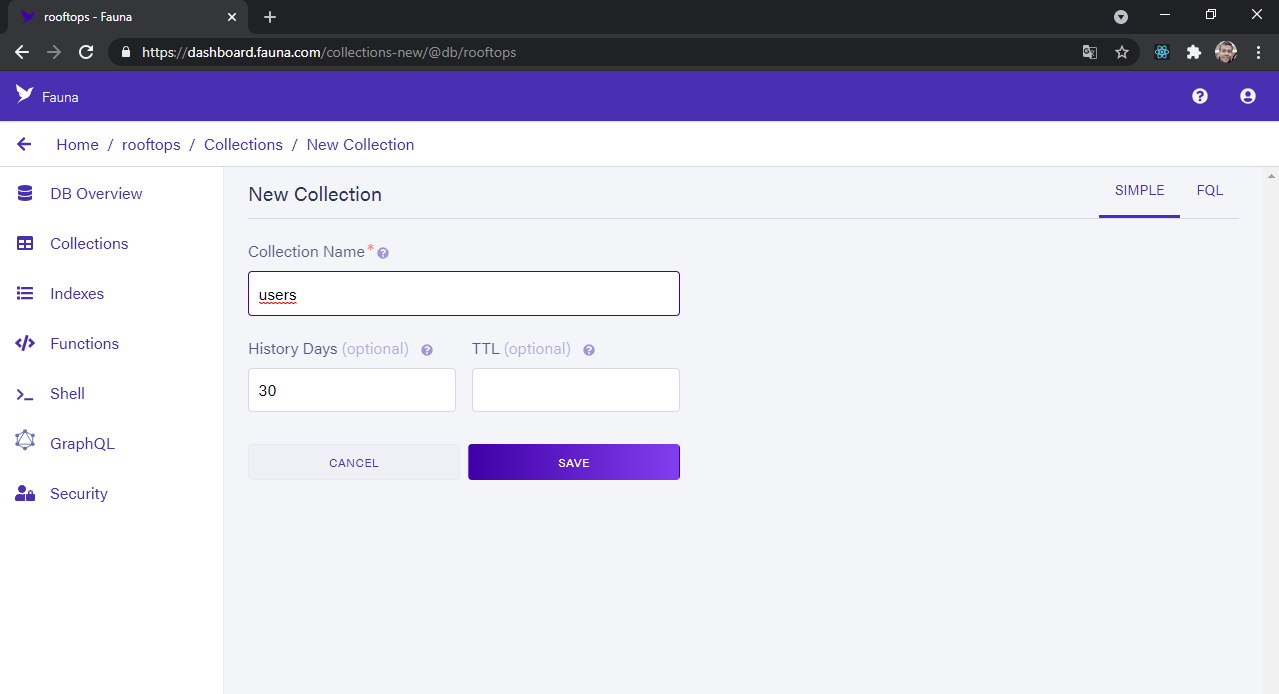 rooftops - Fauna
https://dashboard.fauna.com/collections-new/@db/rooftops
Fauna
Home / rooftops / Collections / New Collection
DB Overview
Collections
Indexes
Functions
Shell
GraphQL
Security
New Collection
SIMPLE FQL
Collection Name*
users
History Days (optional) TTL (optional)
30
CANCEL SAVE